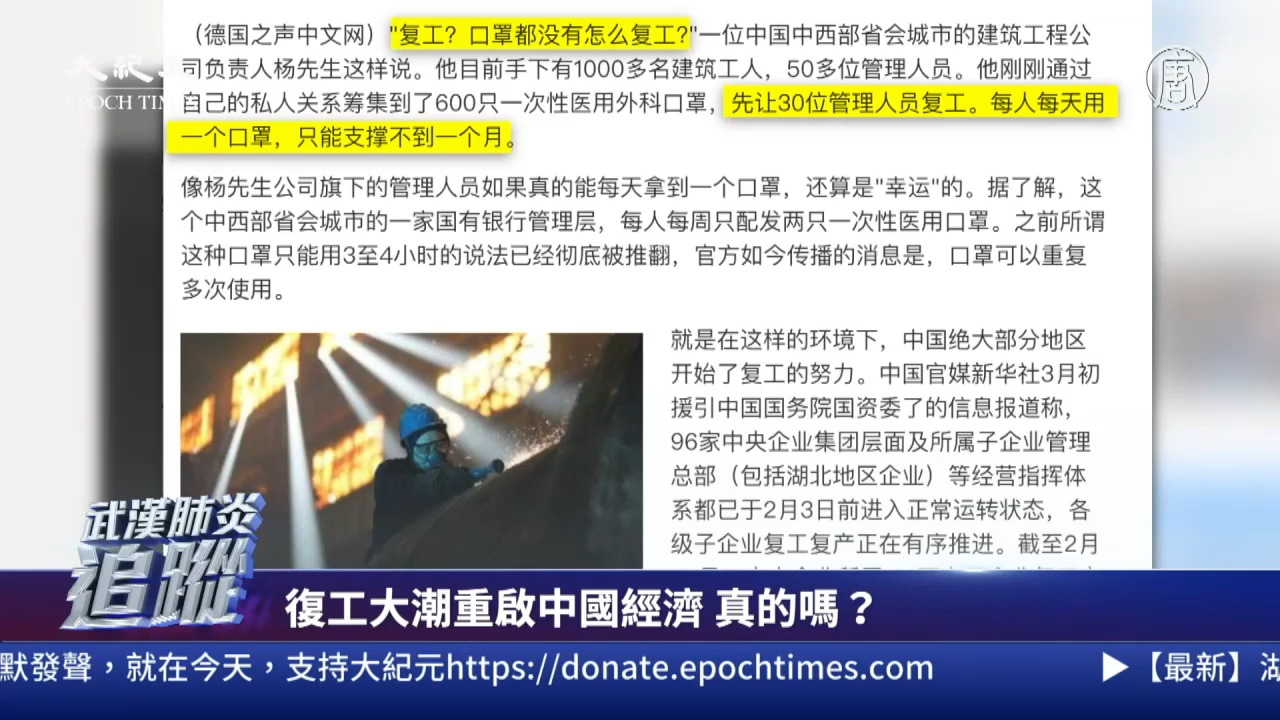 （德国之声中文网）"复工？口罩都没有怎么复工?"一位中国中西部省会城市的建筑工程公
司负责人杨先生这样说。他目前手下有1000多名建筑工人，50多位管理人员。他刚刚通过
自己的私人关系筹集到了600只一次性医用外科口罩，先让30位管理人员复工。每人每天用
一个口罩，只能支撑不到一个月。
像杨先生公司旗下的管理人员如果真的能每天拿到一个口罩，还算是"幸运"的。据了解，这
个中西部省会城市的一家国有银行管理层，每人每周只配发两只一次性医用口罩。之前所谓
这种口罩只能用3至4小时的说法已经彻底被推翻，官方如今传播的消息是，口罩可以重复
多次使用。
就是在这样的环境下，中国绝大部分地区
开始了复工的努力。中国官媒新华社3月初
援引中国国务院国资委了的信息报道称，
96家中央企业集团层面及所属子企业管理
总部（包括湖北地区企业）等经营指挥体
系都已于2月3日前进入正常运转状态，各
级子企业复工复产正在有序推进。截至2月
大紀元
EPOCH TIMES
唐
武漢肺炎
追蹤
復工大潮重啟中國經濟 真的嗎？
默發聲，就在今天，支持大紀元https://donate.epochtimes.com
▶【最新】湖